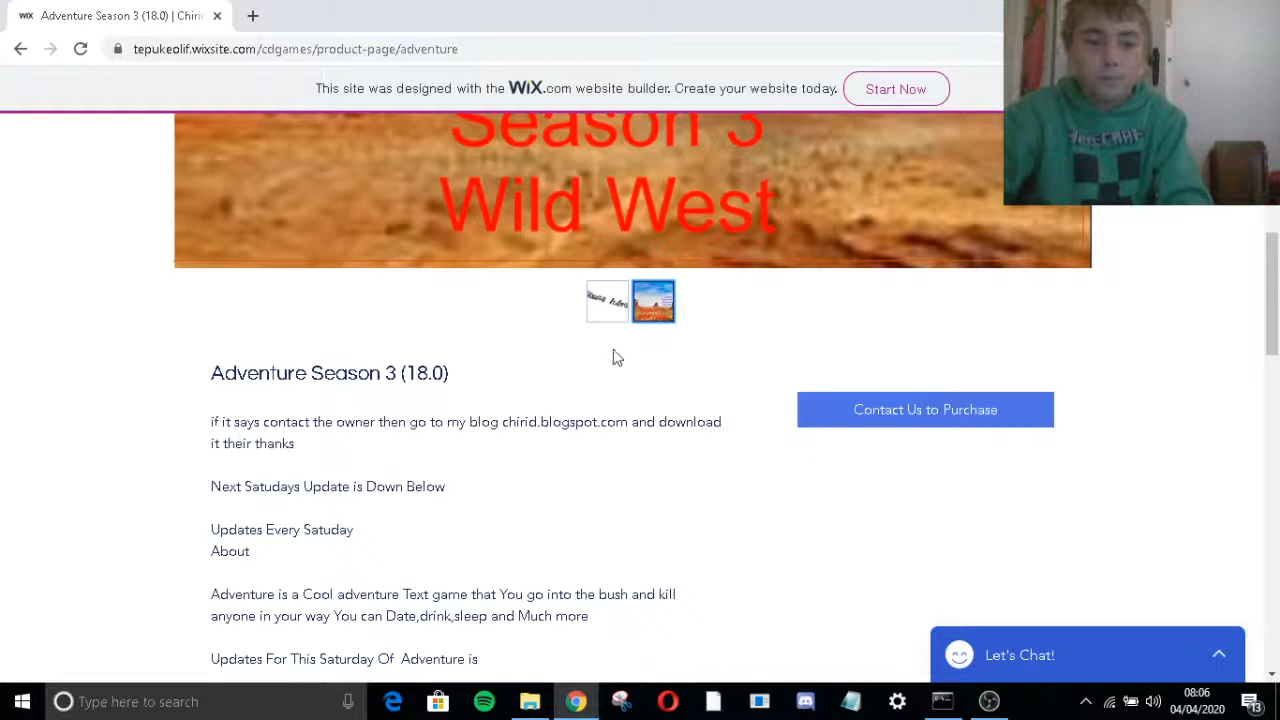 Adventure Season 3 (18.0) | Chiri
tepukeolif.wixsite.com/cdgames/product-page/adventure
This site was designed with the WiX.com website builder. Create your website today.
Start Now
Season 3
Wild West
MINECRAF
Adventure Season 3 (18.0)
Contact Us to Purchase
if it says contact the owner then go to my blog chirid.blogspot.com and download
it their thanks
Next Satudays Update is Down Below
Updates Every Satuday
About
Adventure is a Cool adventure Text game that You go into the bush and kill
anyone in your way You can Date,drink,sleep and Much more
Updates For This Saturday Of Adventure is
Let's Chat!
Type here to search
08:06
04/04/2020
13